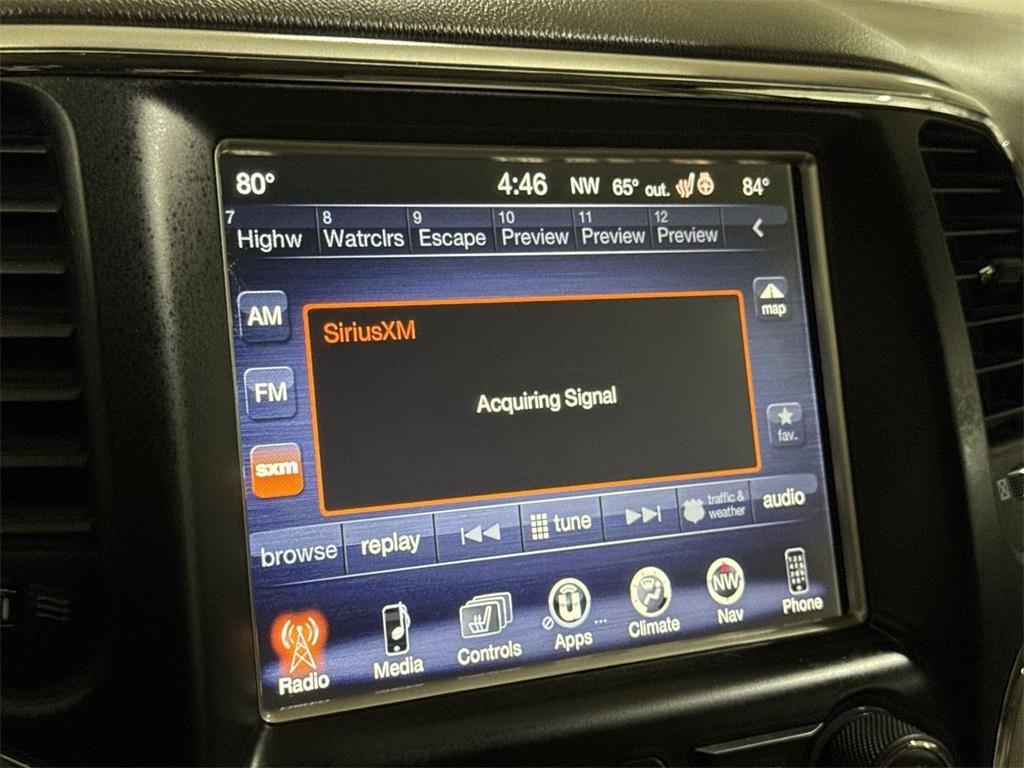 80° 4:46 NW 65° out. 84°
7 8 9 10 11 12
Highw Watrclrs Escape Preview Preview Preview
AM
map
SiriusXM
FM
Acquiring Signal
fav.
sxm
browse replay tune traffic & weather audio
Radio Media Controls Apps... Climate NW Nav Phone